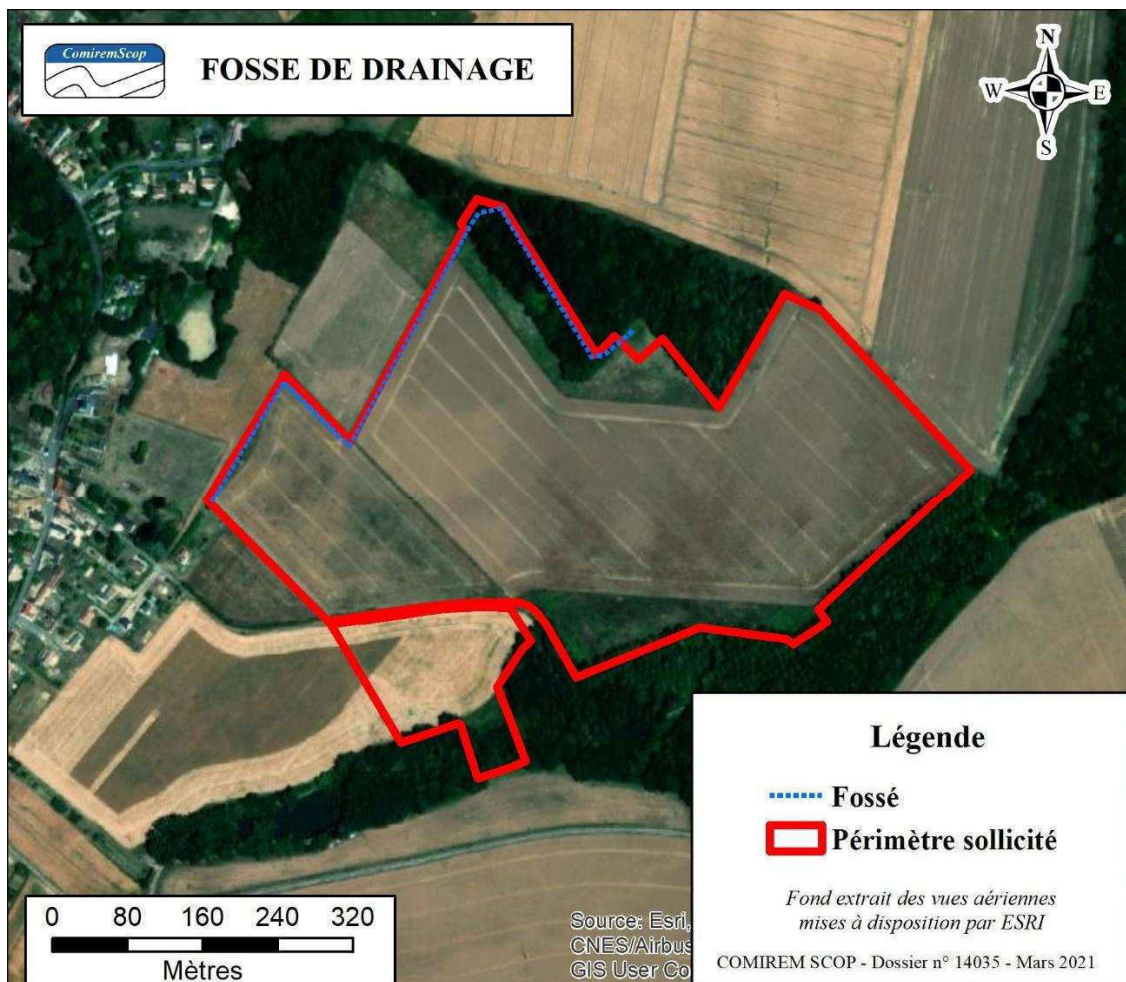 ComiremScop
FOSSE DE DRAINAGE
N
W E
S
Légende
Fossé
Périmètre sollicité
Fond extrait des vues aériennes
mises à disposition par ESRI
COMIREM SCOP - Dossier n° 14035 - Mars 2021
0 80 160 240 320
Mètres
Source: Esri,
CNES/Airbus
GIS User Co